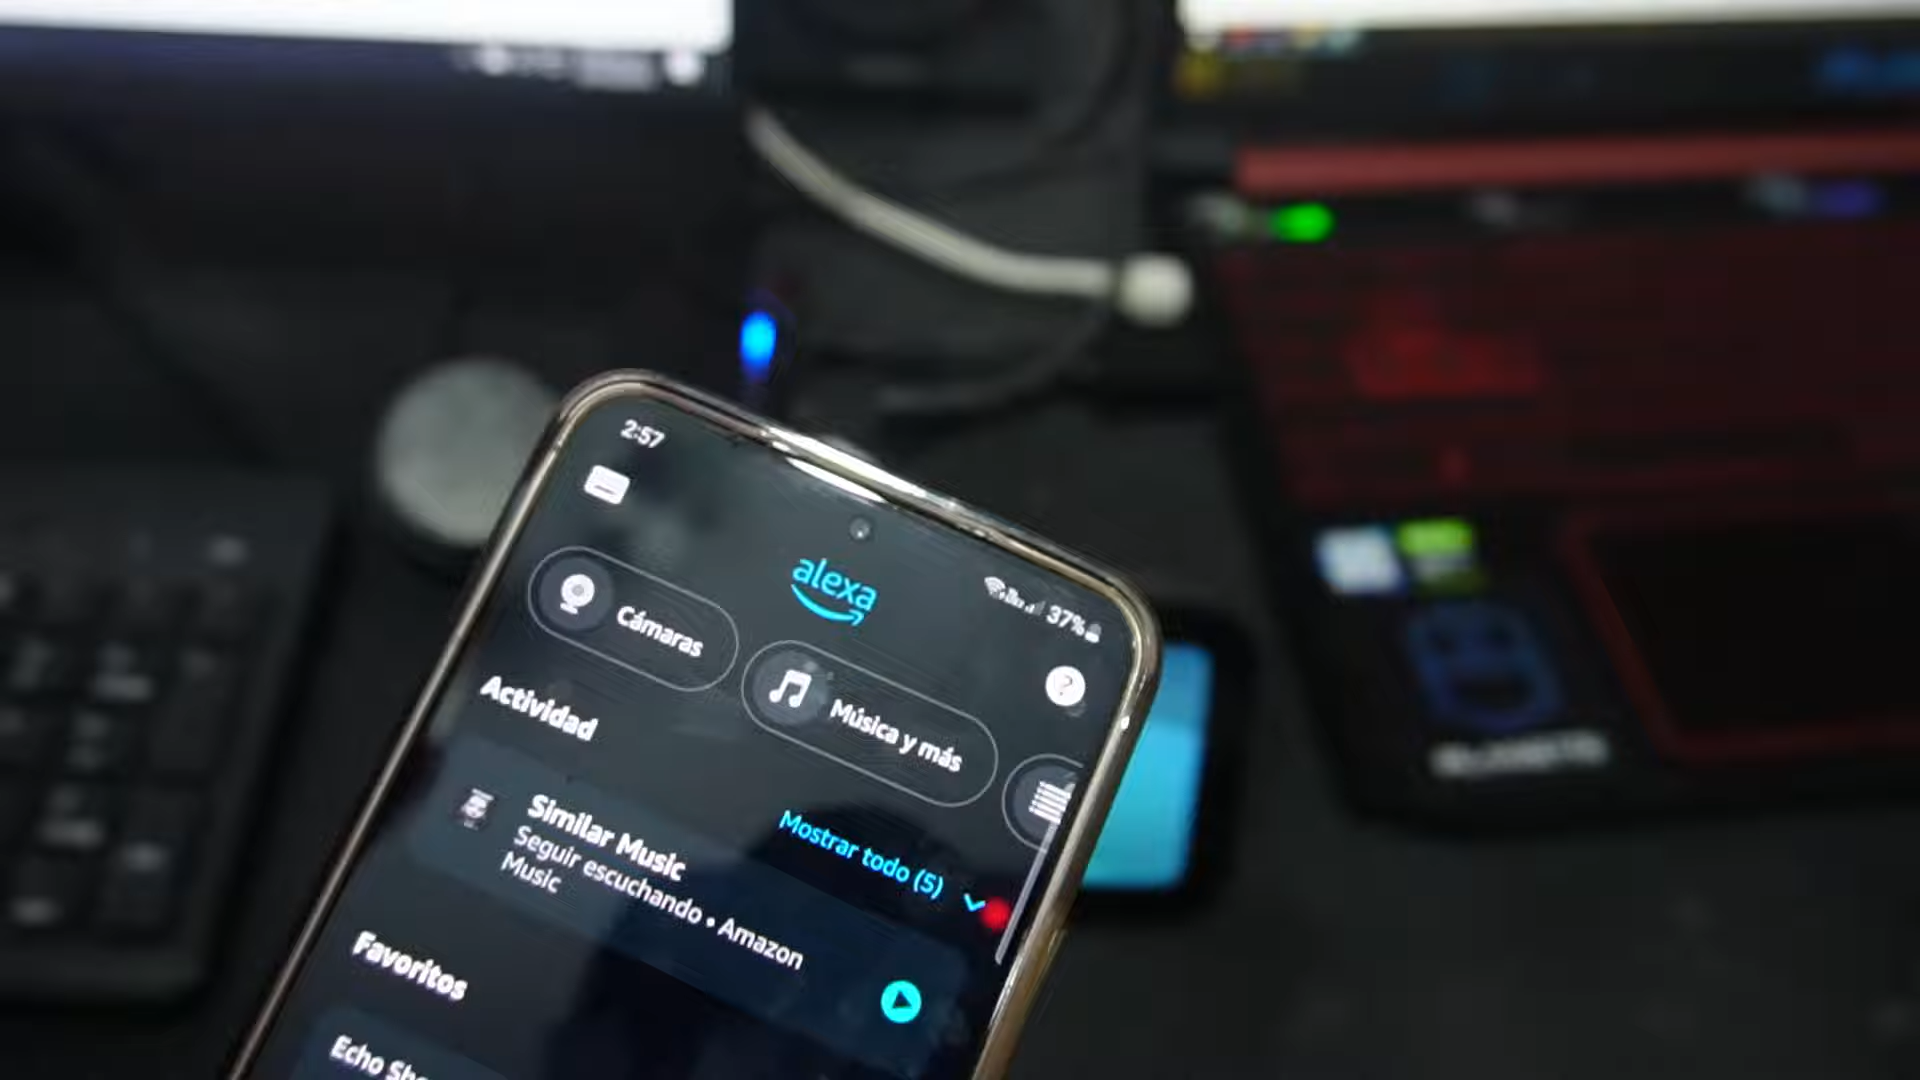 2:57
37%
alexa
Cámaras
Música y más
Actividad
Mostrar todo (5)
Similar Music
Seguir escuchando • Amazon
Music
Favoritos
Echo